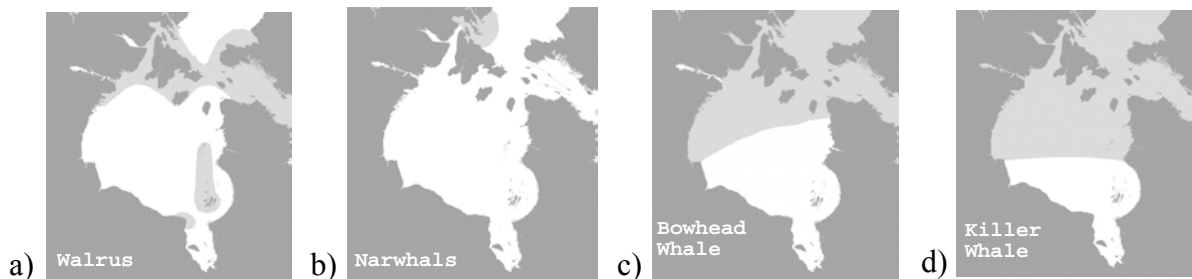 a) Walrus
b) Narwhals
c) Bowhead
Whale
d) Killer
Whale